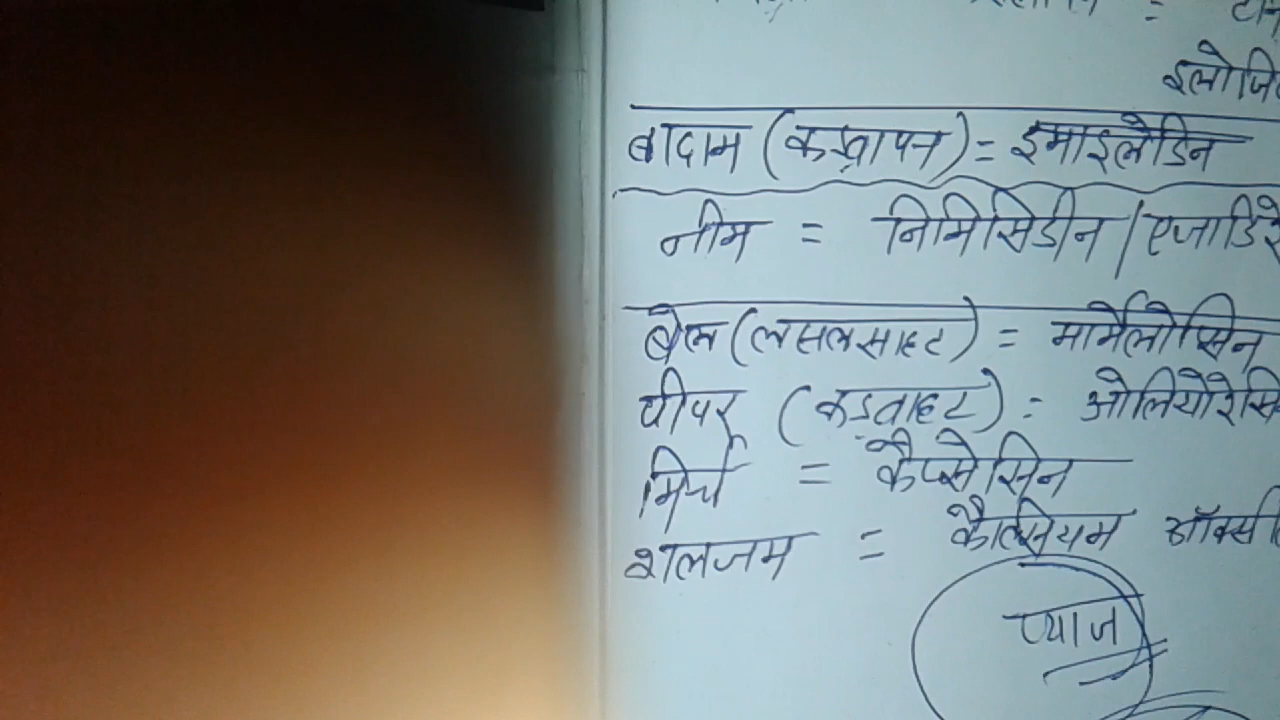 इलोजि
बादाम (कड़वापन) = इमाइलेडिन
नीम = निमिसिडीन / एजाडिरे
बेल (लसलसाहट) = मार्मेलोसिन
पीपर (कड़वाहट) = ओलियोरेसि
मिर्च = कैप्सेसिन
शलजम = कैल्सियम ऑक्सी
प्याज